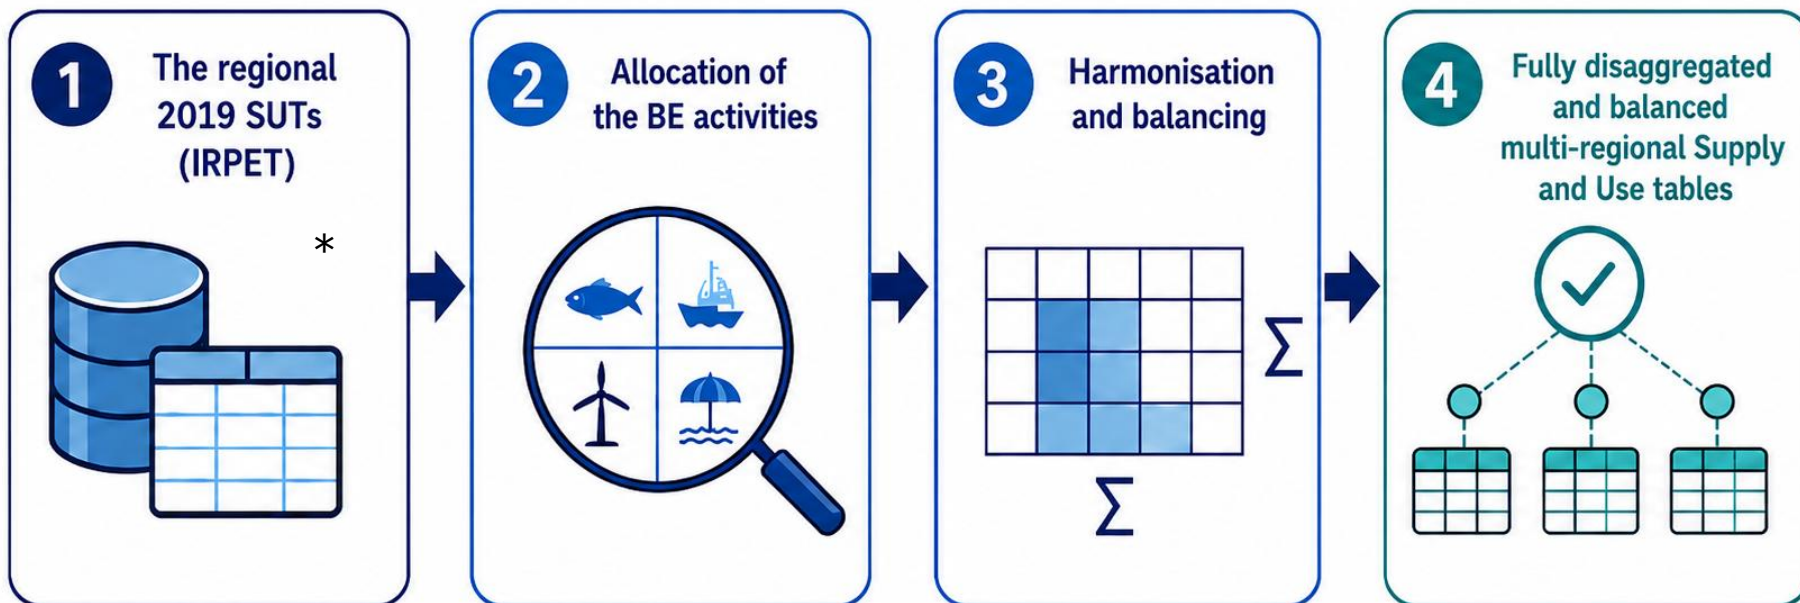 1
The regional
2019 SUTs
(IRPET)
*
2
Allocation of
the BE activities
3
Harmonisation
and balancing
Σ
Σ
4
Fully disaggregated
and balanced
multi-regional Supply
and Use tables